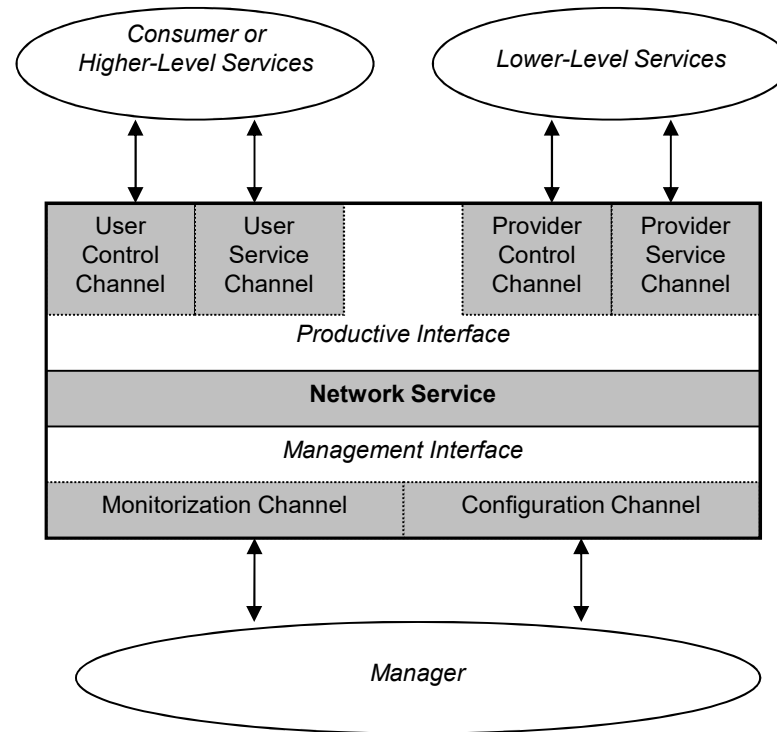 Consumer or
Higher-Level Services
Lower-Level Services
User
Control
Channel
User
Service
Channel
Provider
Control
Channel
Provider
Service
Channel
Productive Interface
Network Service
Management Interface
Monitorization Channel
Configuration Channel
Manager